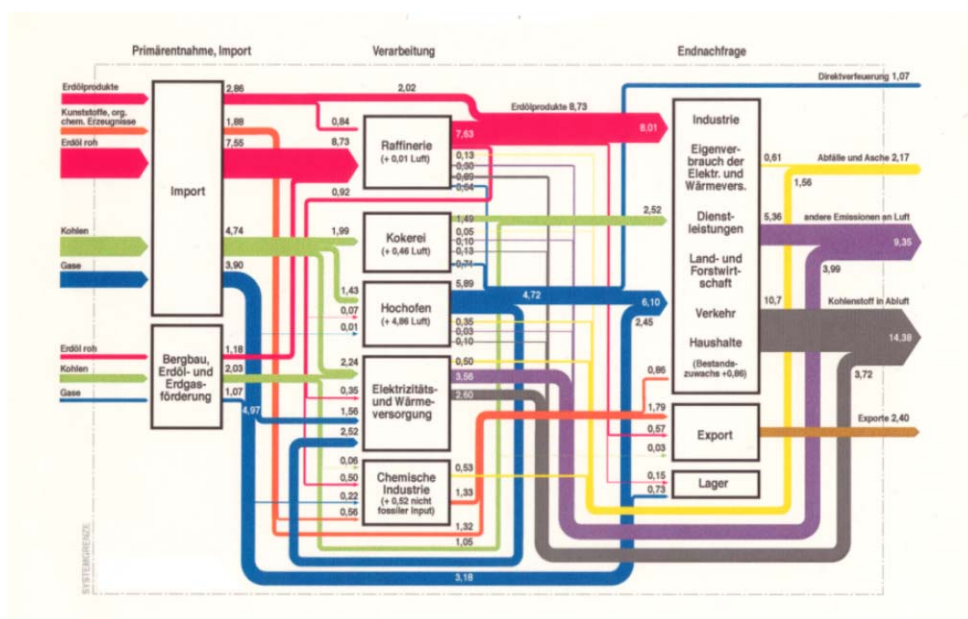 Primärentnahme, Import
Verarbeitung
Endnachfrage
Direktverfeuerung 1,07
Erdölprodukte
2,86
2,02
Erdölprodukte 8,73
Kunststoffe, org.
chem. Erzeugnisse
1,88
0,84
Erdöl roh
7,55
8,73
Import
Raffinerie
(+ 0,01 Luft)
7,63
8,01
0,13
0,30
0,64
0,92
Kohlen
4,74
1,99
Gase
3,90
Kokerei
(+ 0,46 Luft)
1,49
0,05
0,10
0,13
0,71
2,52
1,43
0,07
0,01
Hochofen
(+ 4,86 Luft)
5,89
4,72
6,10
2,45
0,35
0,03
0,10
Erdöl roh
1,18
Kohlen
2,03
Gase
1,07
Bergbau,
Erdöl- und
Erdgas-
förderung
4,97
2,24
0,35
1,56
2,52
Elektrizitäts-
und Wärme-
versorgung
0,50
3,56
2,60
0,06
0,50
0,22
0,56
Chemische
Industrie
(+ 0,52 nicht
fossiler Input)
0,53
1,33
1,32
1,05
3,18
Industrie
Eigenver-
brauch der
Elektr. und
Wärmevers.
Dienst-
leistungen
Land- und
Forstwirt-
schaft
Verkehr
Haushalte
(Bestands-
zuwachs +0,86)
0,61
Abfälle und Asche 2,17
1,56
5,36
andere Emissionen an Luft
9,35
3,99
10,7
Kohlenstoff in Abluft
14,38
3,72
0,86
1,79
0,57
0,03
Export
Exporte 2,40
0,15
0,73
Lager
SYSTEMGRENZE